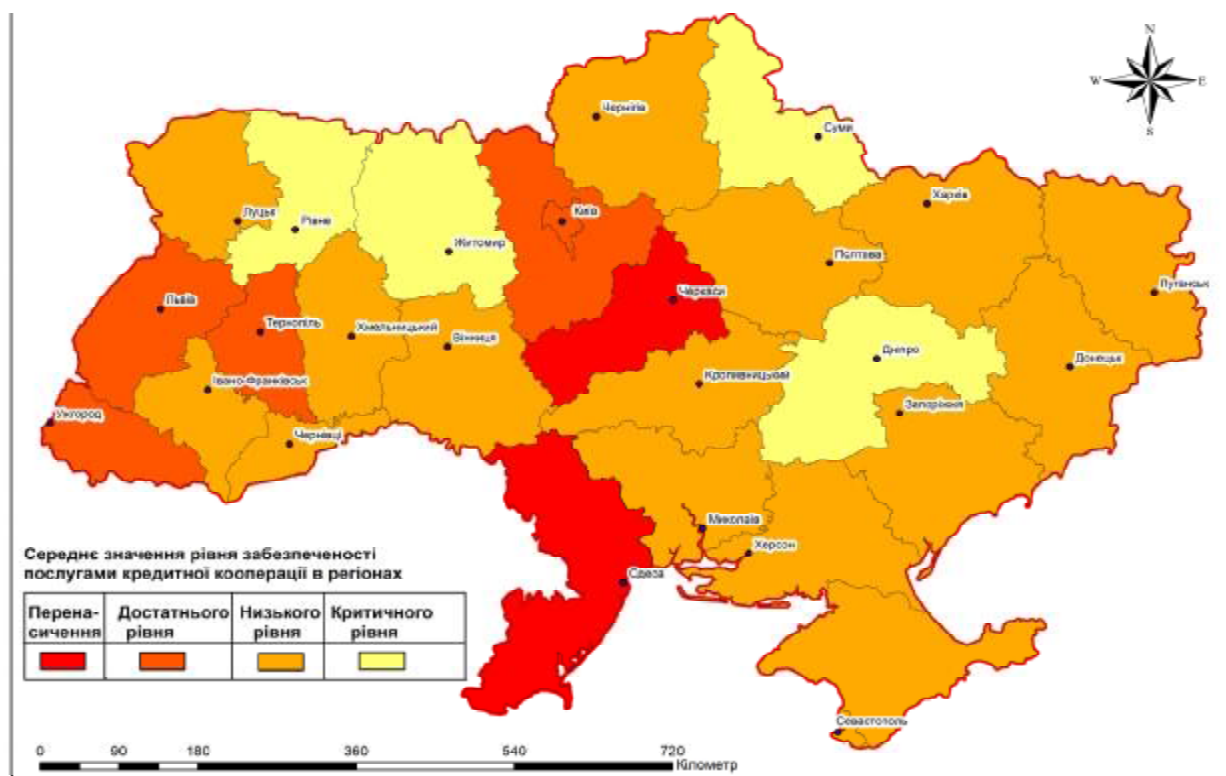 N
W
E
S
Чернігів
Суми
Харків
Луцьк
Рівне
Київ
Житомир
Полтава
Луганськ
Львів
Черкаси
Тернопіль
Хмельницький
Вінниця
Дніпро
Донецьк
Івано-Франківськ
Кропивницький
Ужгород
Запоріжжя
Чернівці
Миколаїв
Херсон
Одеса
Севастополь
Середнє значення рівня забезпеченості
послугами кредитної кооперації в регіонах
Перена- Достатнього Низького Критичного
сичення рівня рівня рівня
0 90 180 360 540 720
Кілометр